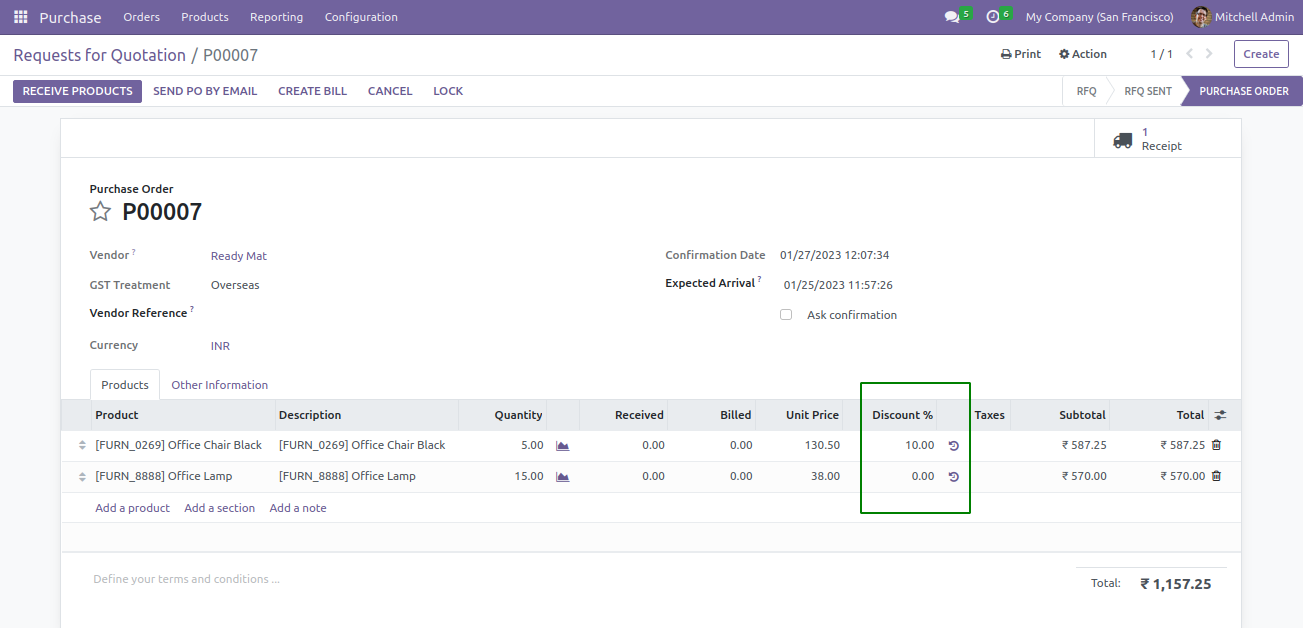 Purchase Orders Products Reporting Configuration 5 6 My Company (San Francisco) Mitchell Admin
Requests for Quotation / P00007 Print Action 1 / 1 Create
RECEIVE PRODUCTS SEND PO BY EMAIL CREATE BILL CANCEL LOCK RFQ RFQ SENT PURCHASE ORDER
1
Receipt
Purchase Order
P00007
Vendor ? Ready Mat Confirmation Date 01/27/2023 12:07:34
GST Treatment Overseas Expected Arrival ? 01/25/2023 11:57:26
Vendor Reference ? Ask confirmation
Currency INR
Products Other Information
Product Description Quantity Received Billed Unit Price Discount % Taxes Subtotal Total
[FURN_0269] Office Chair Black [FURN_0269] Office Chair Black 5.00 0.00 0.00 130.50 10.00 ₹ 587.25 ₹ 587.25
[FURN_8888] Office Lamp [FURN_8888] Office Lamp 15.00 0.00 0.00 38.00 0.00 ₹ 570.00 ₹ 570.00
Add a product Add a section Add a note
Define your terms and conditions ... Total: ₹ 1,157.25